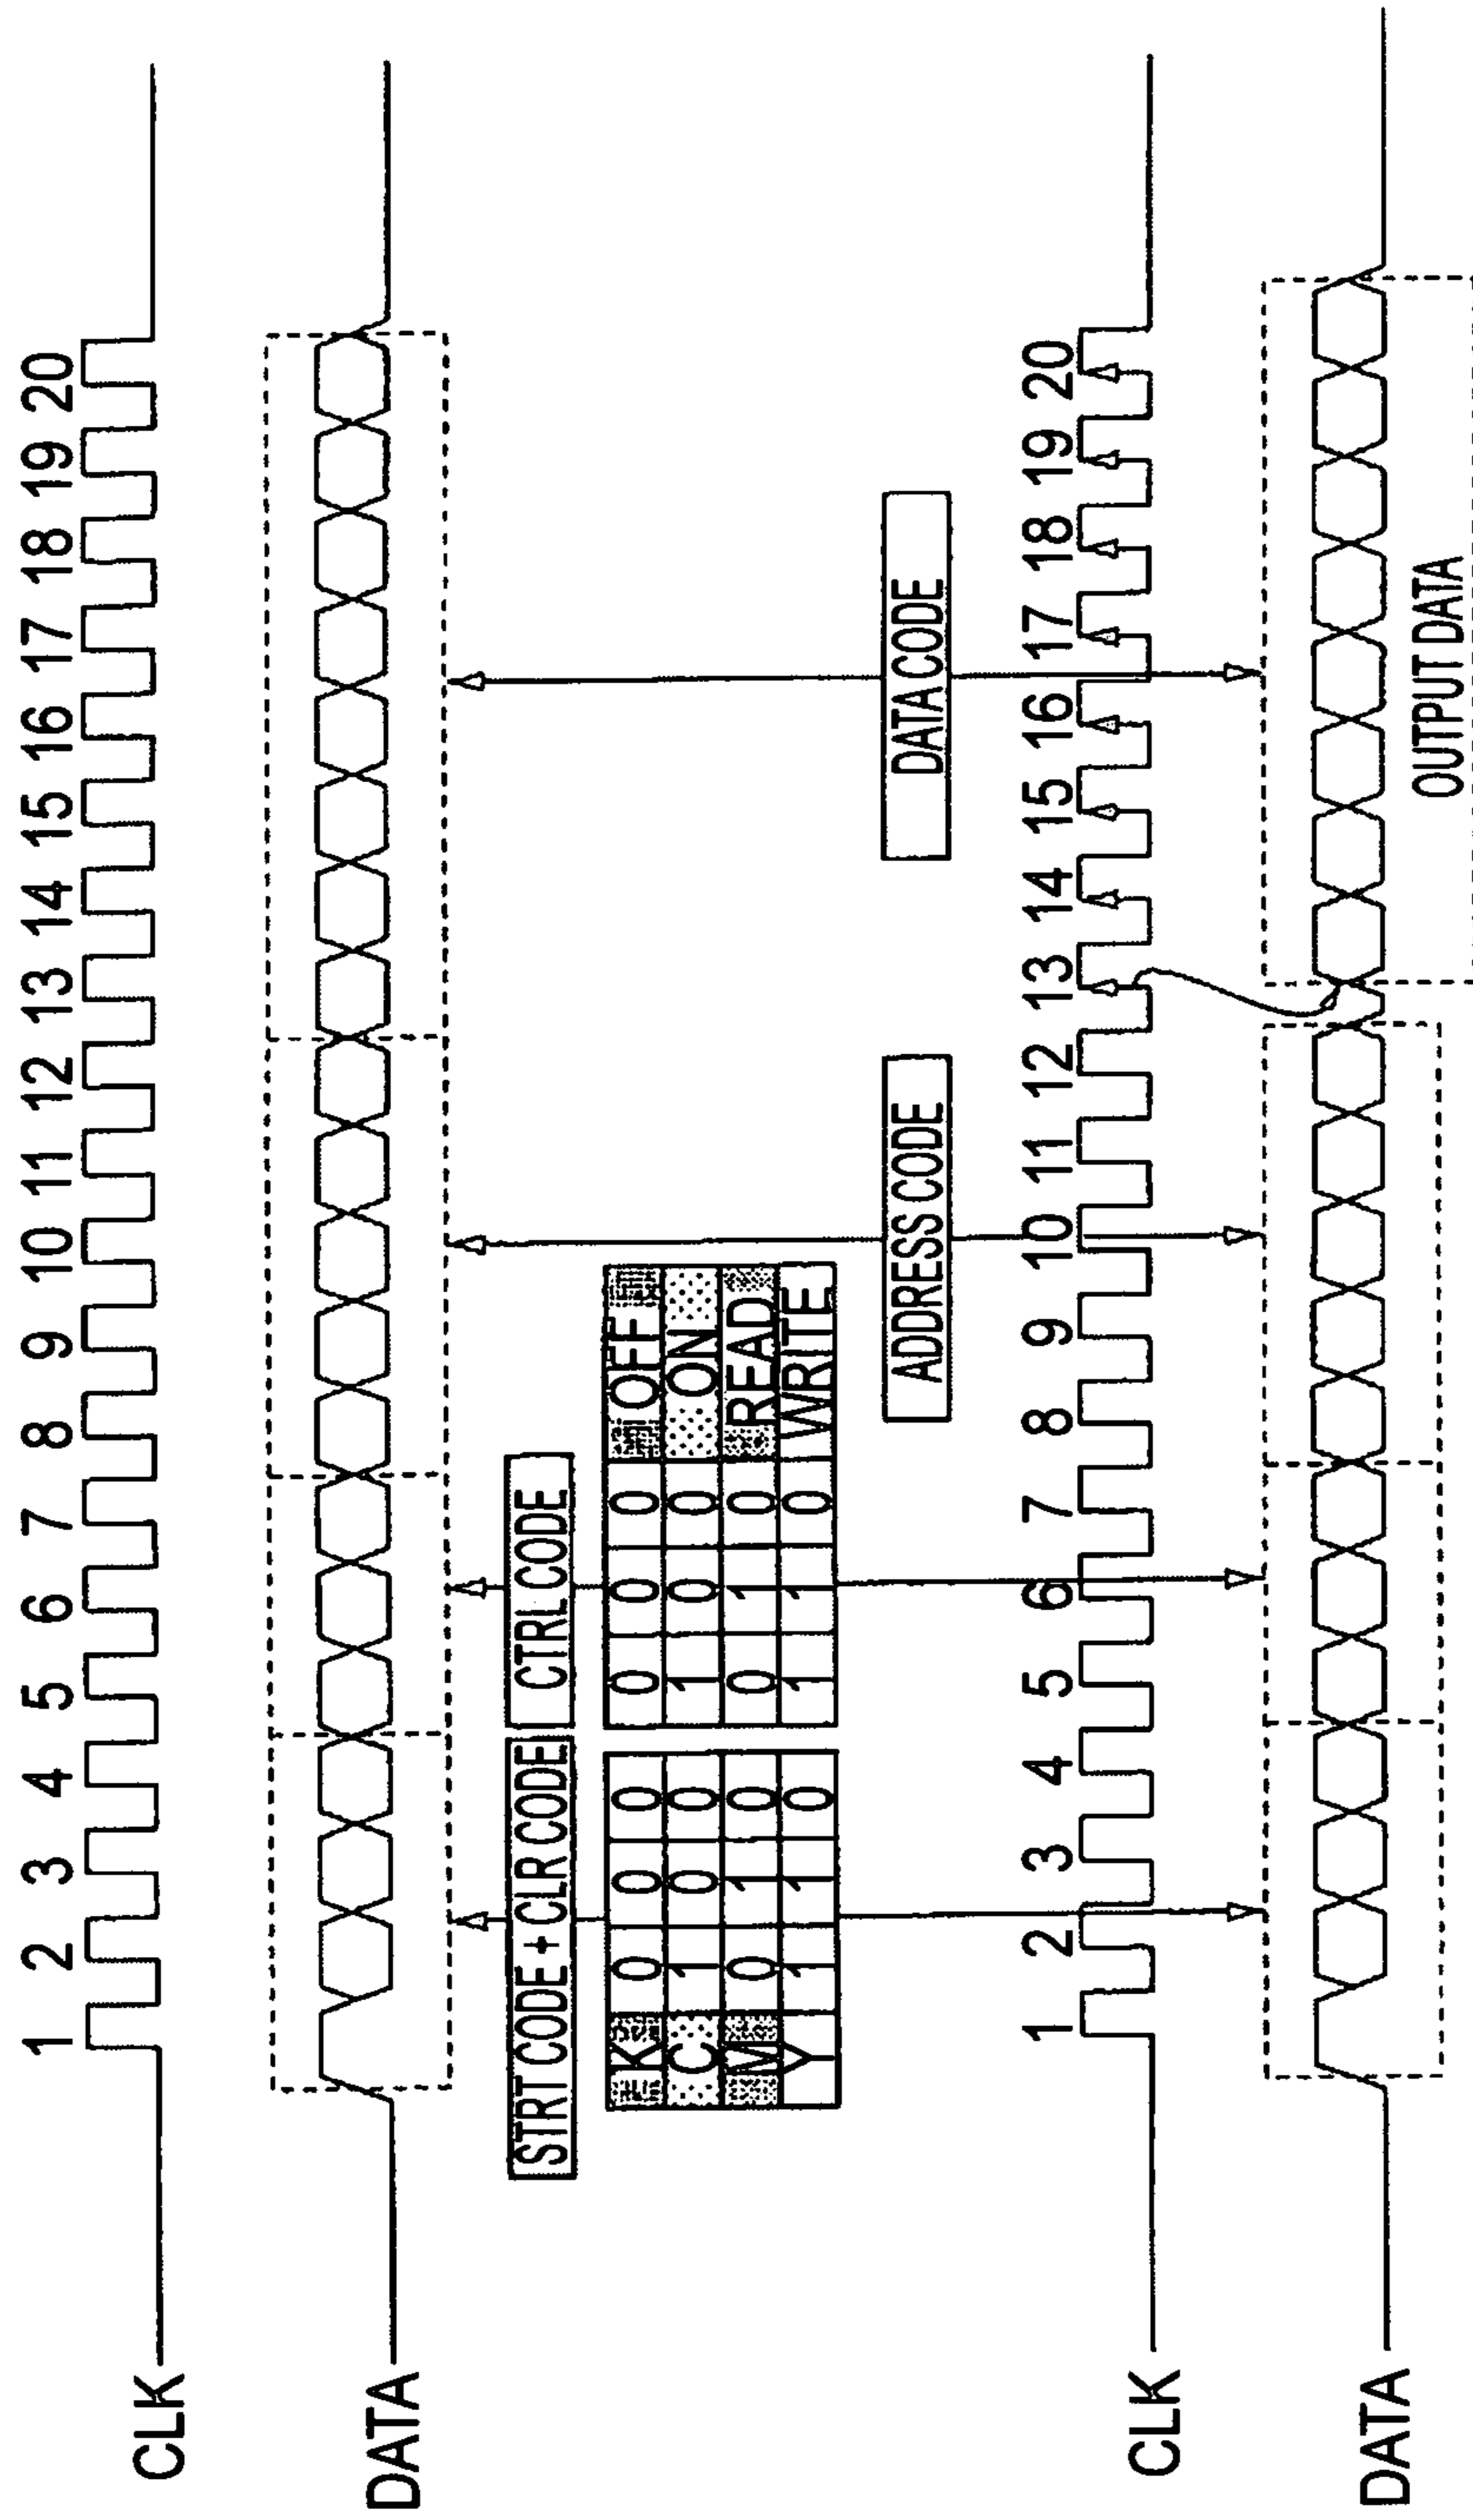 1 2 3 4 5 6 7 8 9 10 11 12 13 14 15 16 17 18 19 20
CLK
DATA
STRT CODE + CLR CODE
CTRL CODE
K 0 0 0
C 1 0 0
M 0 1 0
Y 1 1 0
0 0 0 OFF
1 0 0 ON
0 1 0 READ
1 1 0 WRITE
ADDRESS CODE
DATA CODE
1 2 3 4 5 6 7 8 9 10 11 12 13 14 15 16 17 18 19 20
CLK
DATA
OUTPUT DATA